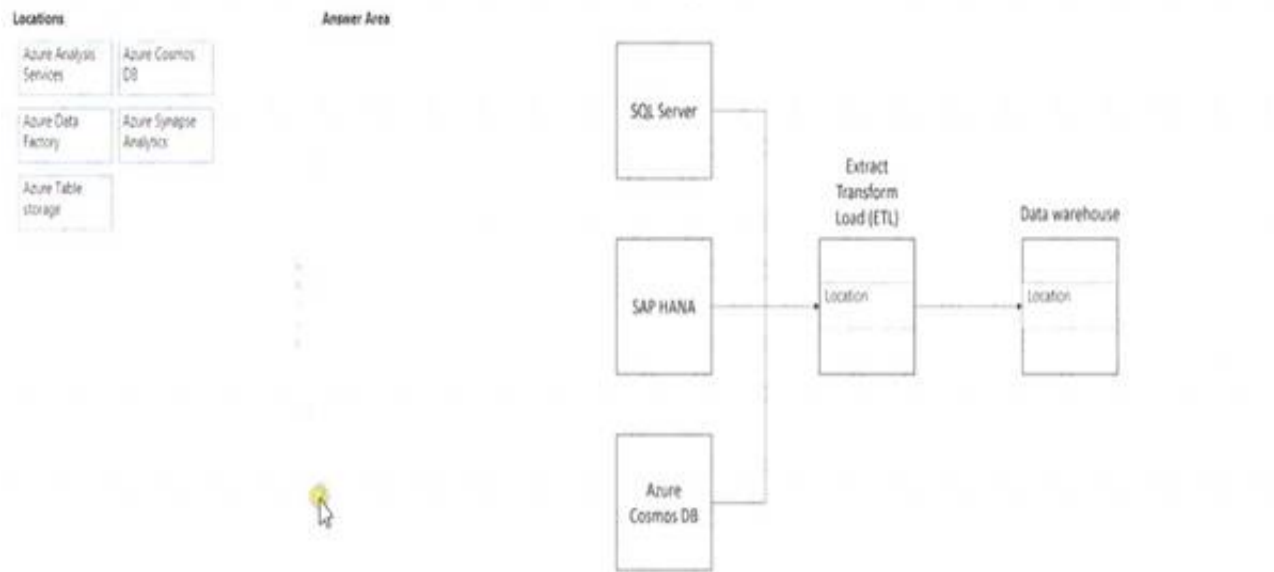 Locations
Answer Area
Azure Analysis
Services
Azure Cosmos
DB
Azure Data
Factory
Azure Synapse
Analytics
Azure Table
storage
SQL Server
SAP HANA
Azure
Cosmos DB
Extract
Transform
Load (ETL)
Location
Data warehouse
Location